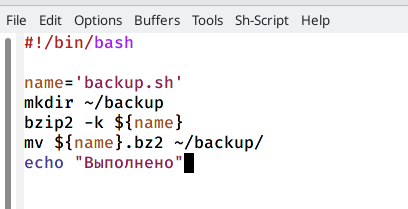 File Edit Options Buffers Tools Sh-Script Help
#!/bin/bash
name='backup.sh'
mkdir ~/backup
bzip2 -k ${name}
mv ${name}.bz2 ~/backup/
echo "Выполнено"